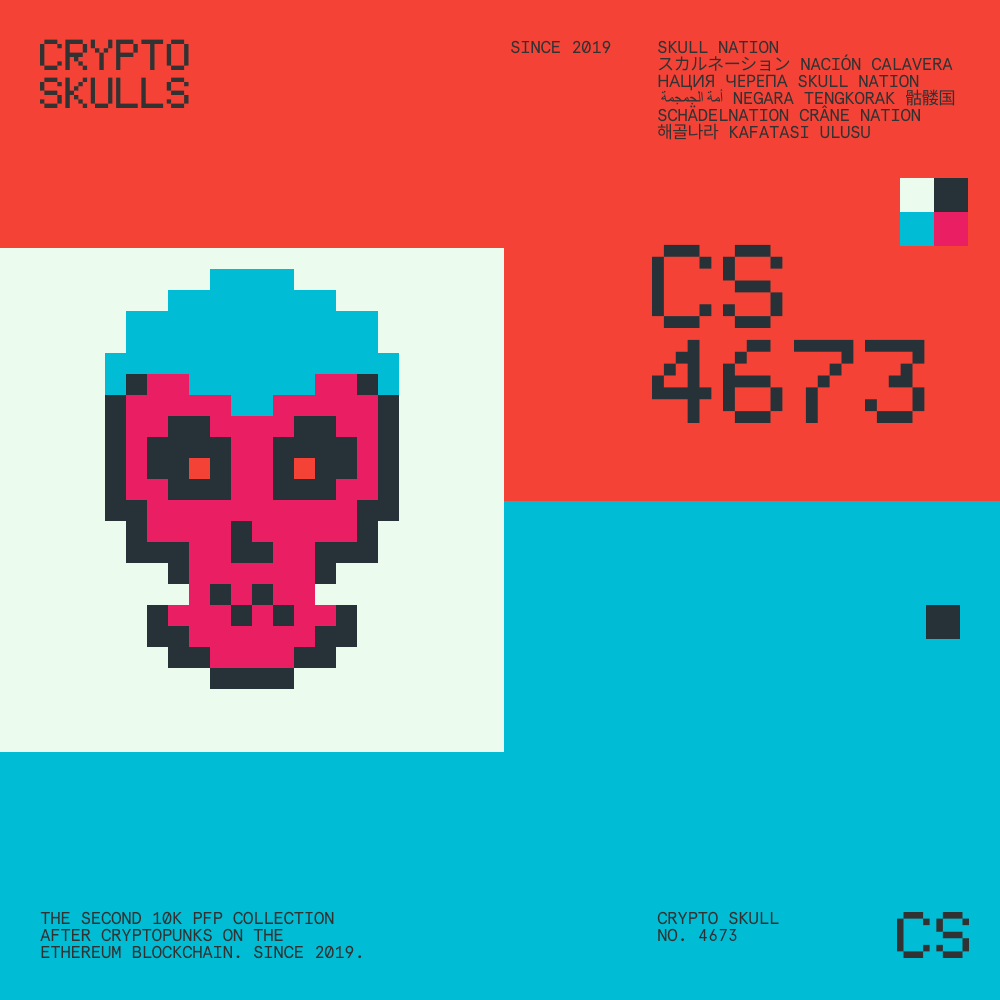 CRYPTO
SKULLS
SINCE 2019
SKULL NATION
スカルネーション NACIÓN CALAVERA
НАЦИЯ ЧЕРЕПА SKULL NATION
أمة الجمجمة NEGARA TENGKORAK 骷髅国
SCHÄDELNATION CRÂNE NATION
해골나라 KAFATASI ULUSU
CS
4673
THE SECOND 10K PFP COLLECTION
AFTER CRYPTOPUNKS ON THE
ETHEREUM BLOCKCHAIN. SINCE 2019.
CRYPTO SKULL
NO. 4673
CS